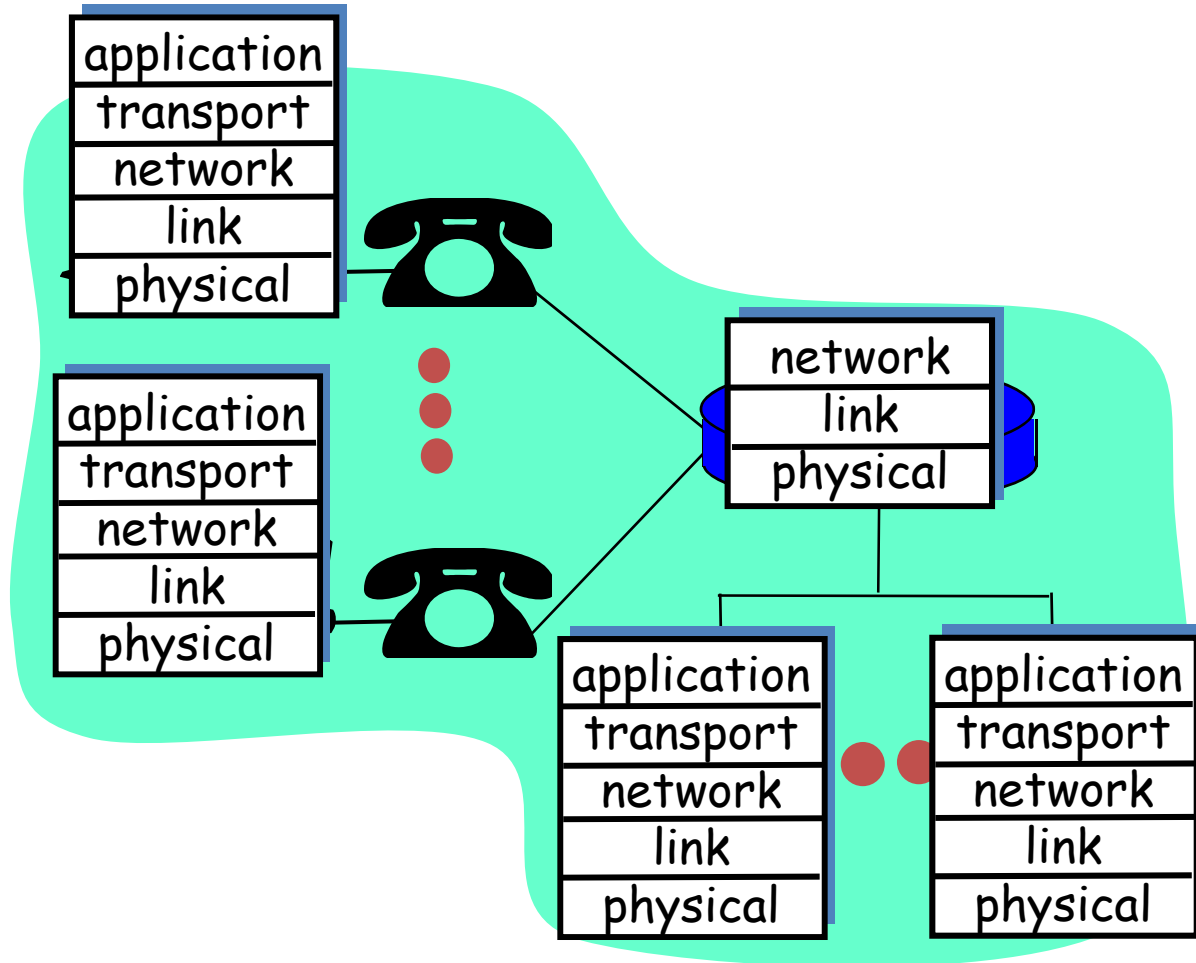 application
transport
network
link
physical
application
transport
network
link
physical
network
link
physical
application
transport
network
link
physical
application
transport
network
link
physical